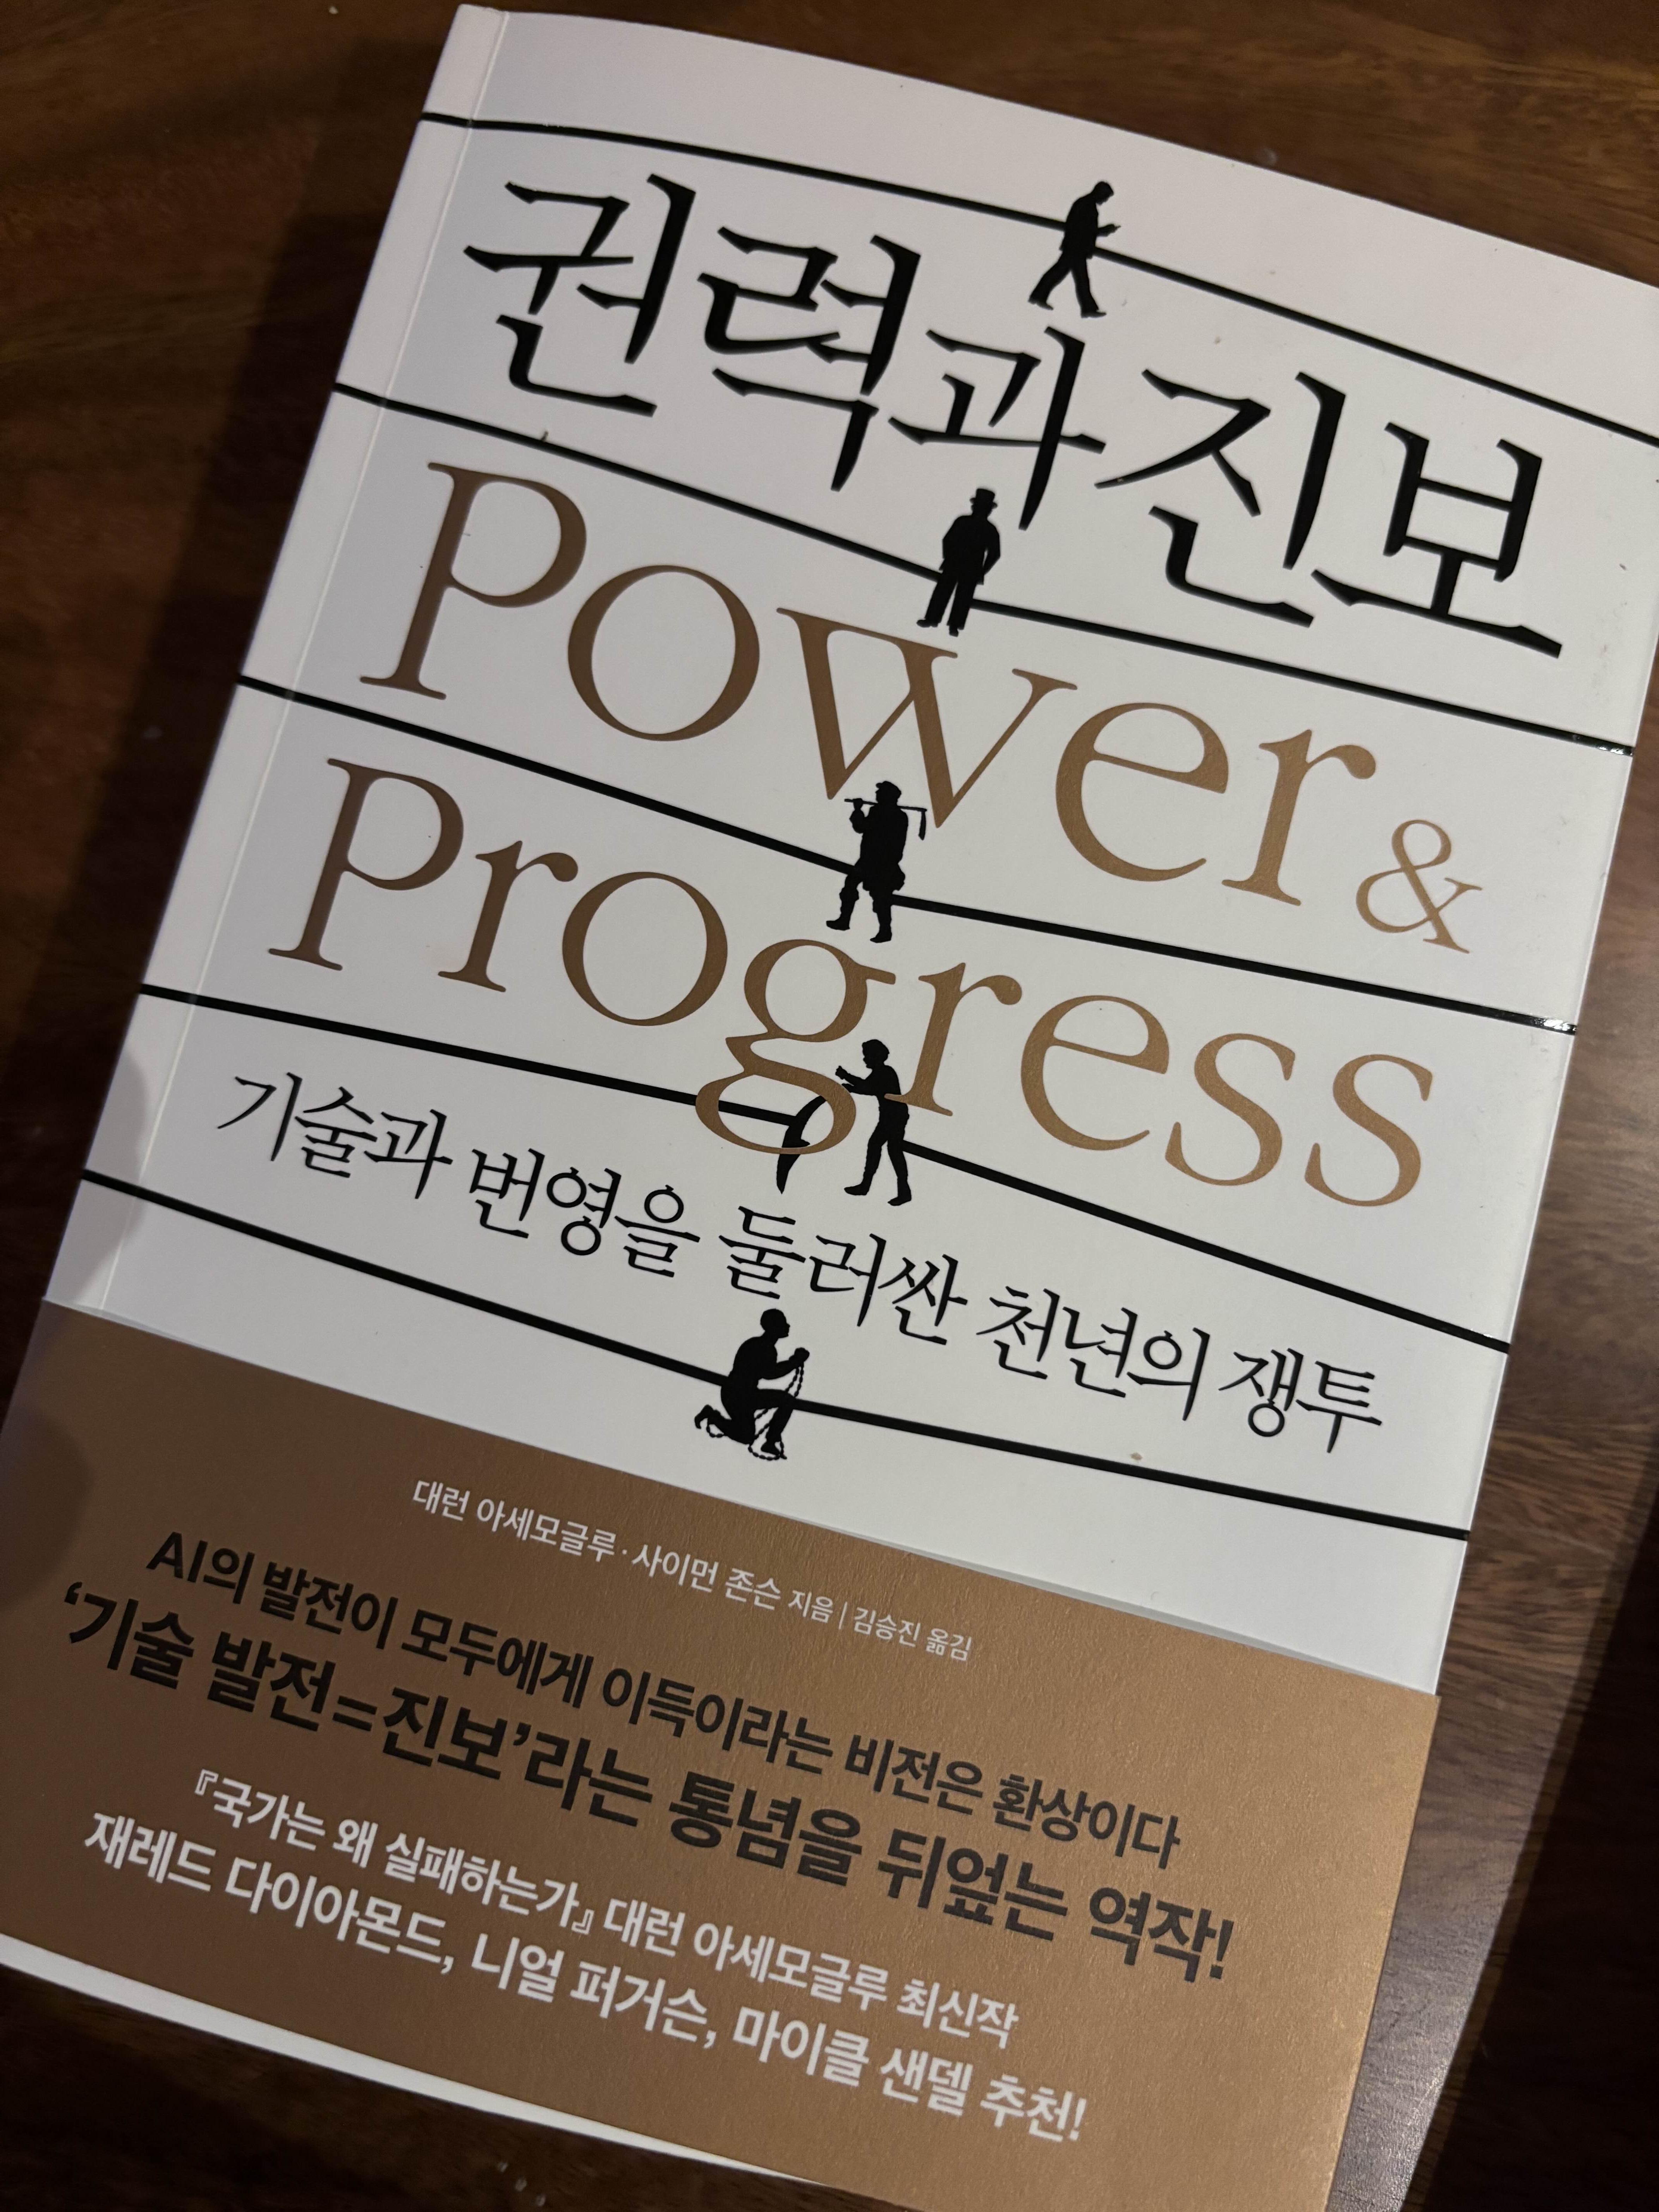 권력과 진보
Power &
Progress
기술과 번영을 둘러싼 천년의 쟁투
대런 아세모글루·사이먼 존슨 지음 | 김승진 옮김
AI의 발전이 모두에게 이득이라는 비전은 환상이다
‘기술 발전=진보’라는 통념을 뒤엎는 역작!
『국가는 왜 실패하는가』 대런 아세모글루 최신작
재레드 다이아몬드, 니얼 퍼거슨, 마이클 샌델 추천!